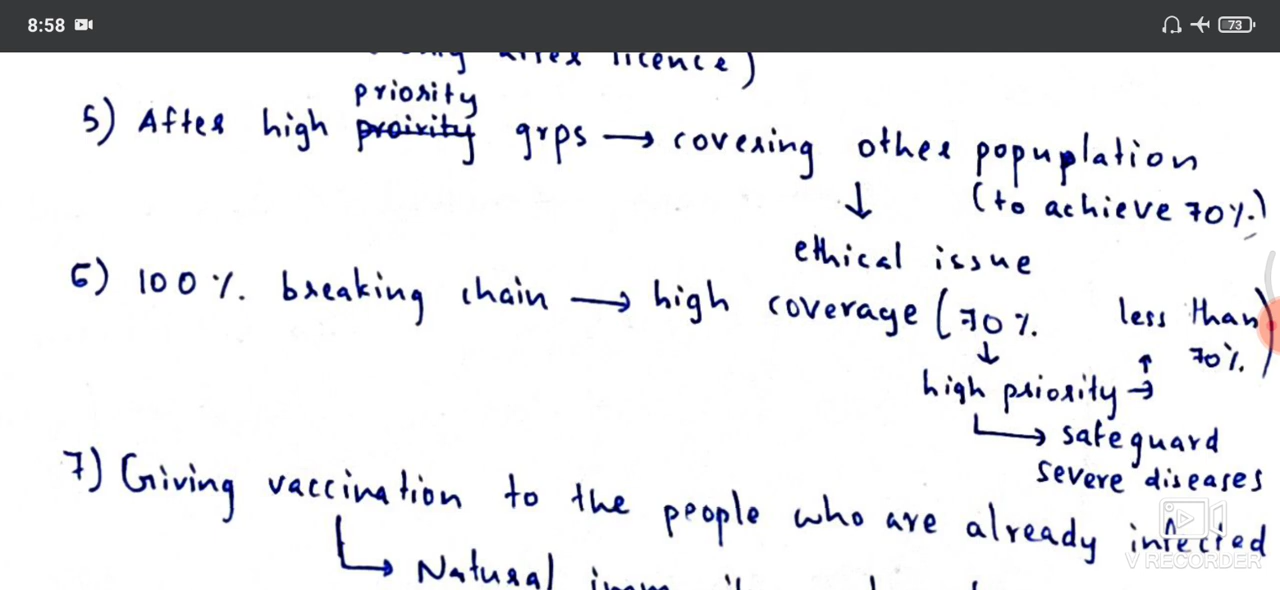 8:58 73
licence)
priority
5) After high proirity grps → covering other popuplation
↓ (to achieve 70%.)
ethical issue
6) 100%. breaking chain → high coverage (70%. less than
↓ ↑ 70%.)
high priority →
↳ safeguard
severe diseases
7) Giving vaccination to the people who are already infected
↳ Natural
V RECORDER